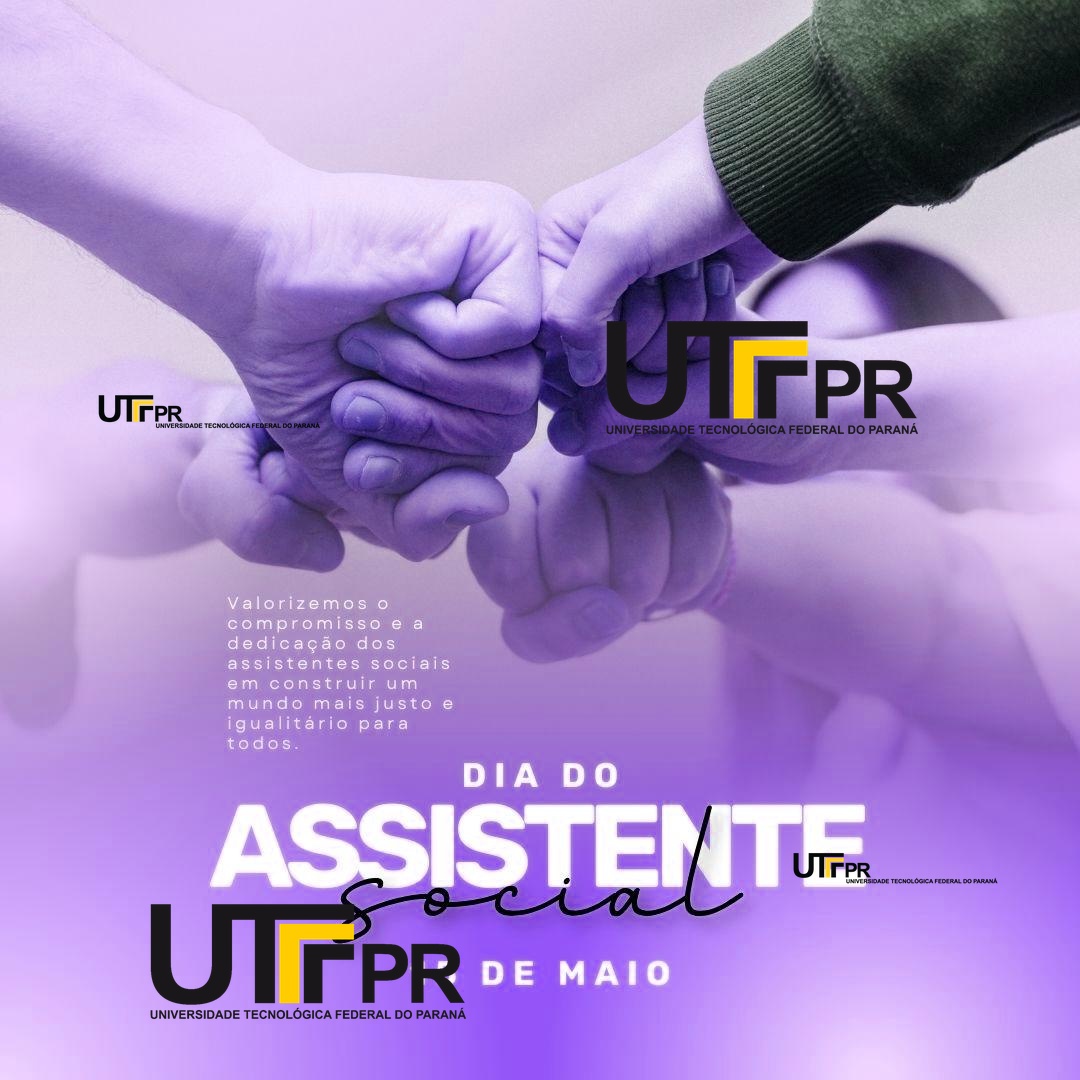 UTFPR
UNIVERSIDADE TECNOLÓGICA FEDERAL DO PARANÁ
UTFPR
UNIVERSIDADE TECNOLÓGICA FEDERAL DO PARANÁ
Valorizemos o
compromisso e a
dedicação dos
assistentes sociais
em construir um
mundo mais justo e
igualitário para
todos.
DIA DO
ASSISTENTE
social
UTFPR
UNIVERSIDADE TECNOLÓGICA FEDERAL DO PARANÁ
DE MAIO
UTFPR
UNIVERSIDADE TECNOLÓGICA FEDERAL DO PARANÁ